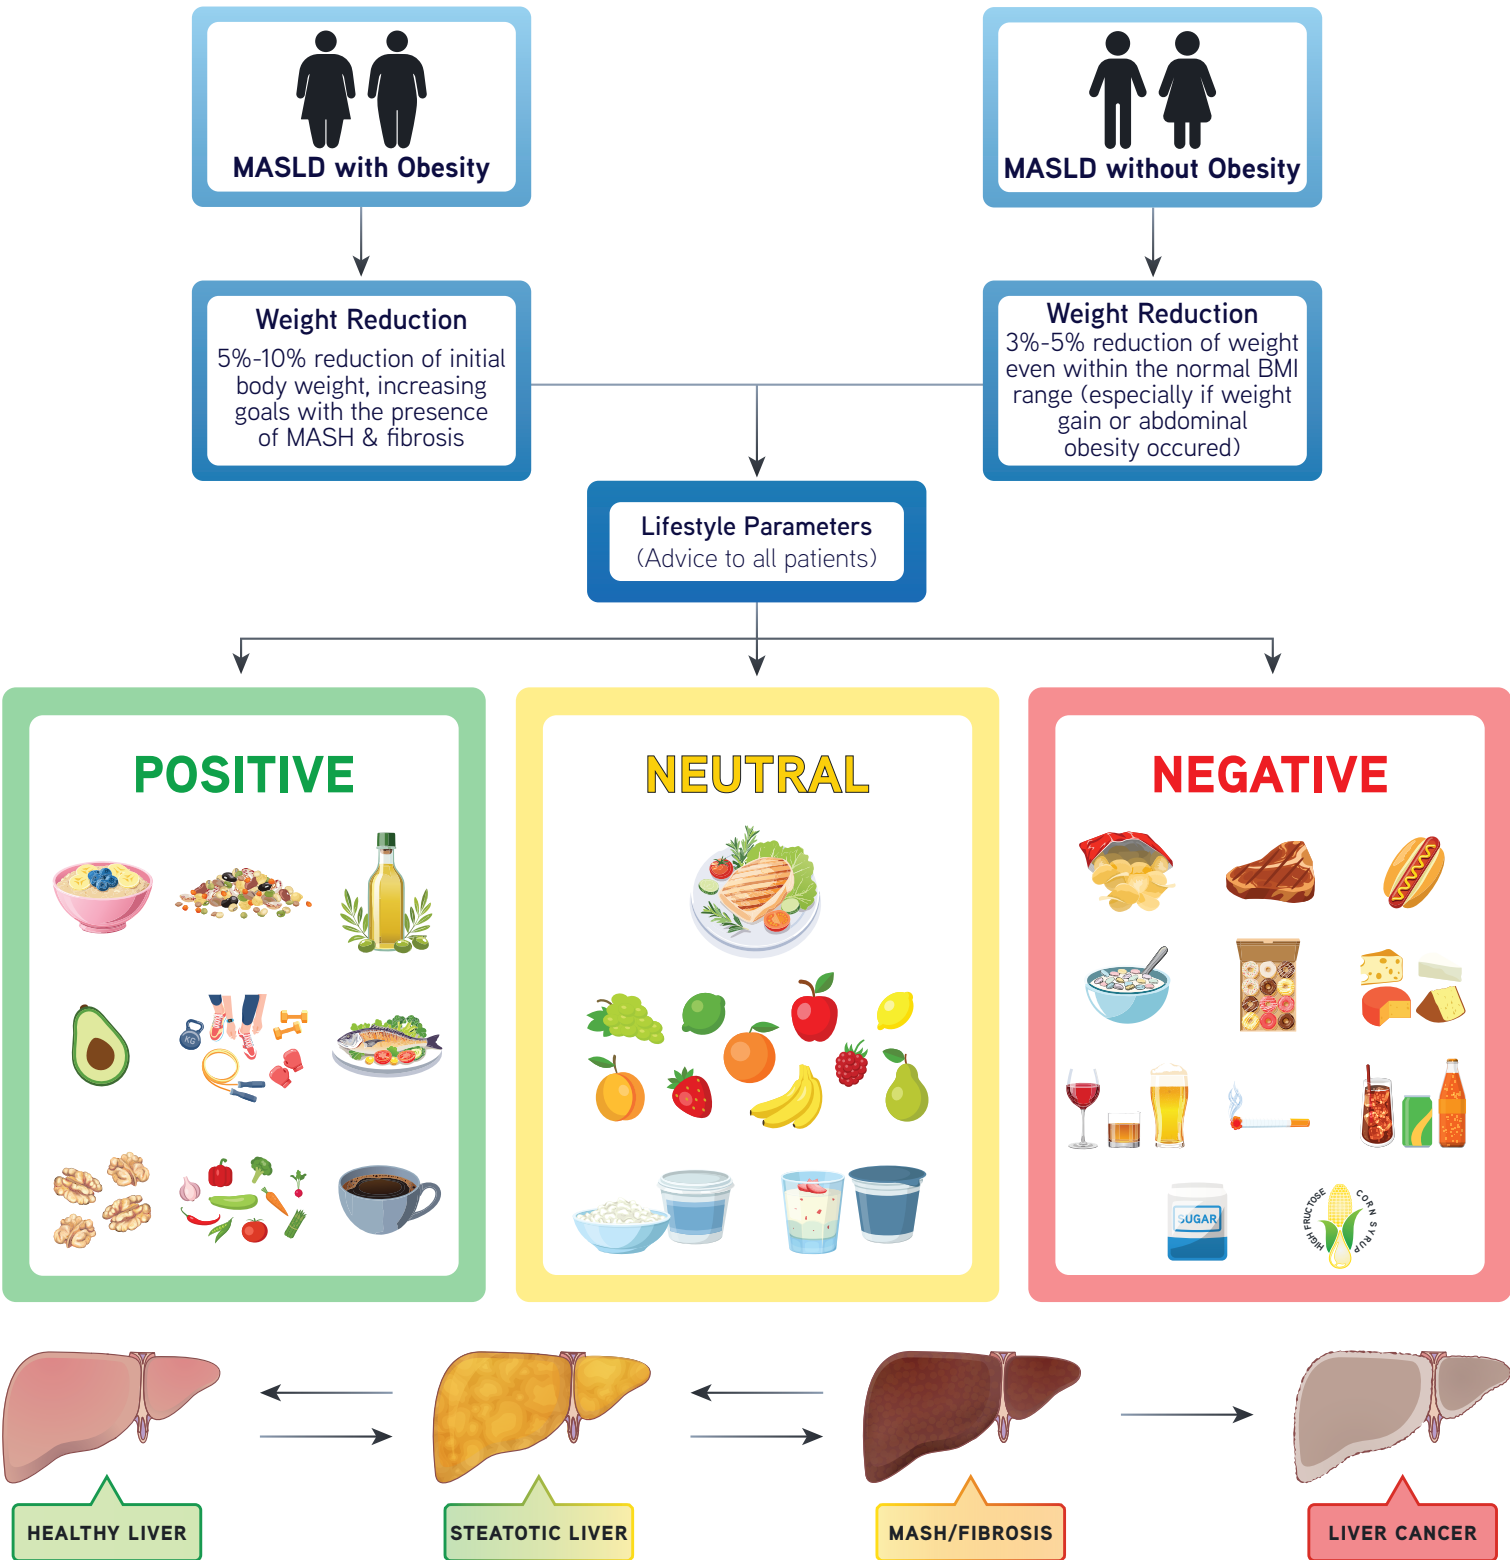 MASLD with Obesity
MASLD without Obesity
Weight Reduction
5%-10% reduction of initial
body weight, increasing
goals with the presence
of MASH & fibrosis
Weight Reduction
3%-5% reduction of weight
even within the normal BMI
range (especially if weight
gain or abdominal
obesity occured)
Lifestyle Parameters
(Advice to all patients)
POSITIVE
NEUTRAL
NEGATIVE
KG
SUGAR
HIGH FRUCTOSE CORN SYRUP
HEALTHY LIVER
STEATOTIC LIVER
MASH/FIBROSIS
LIVER CANCER